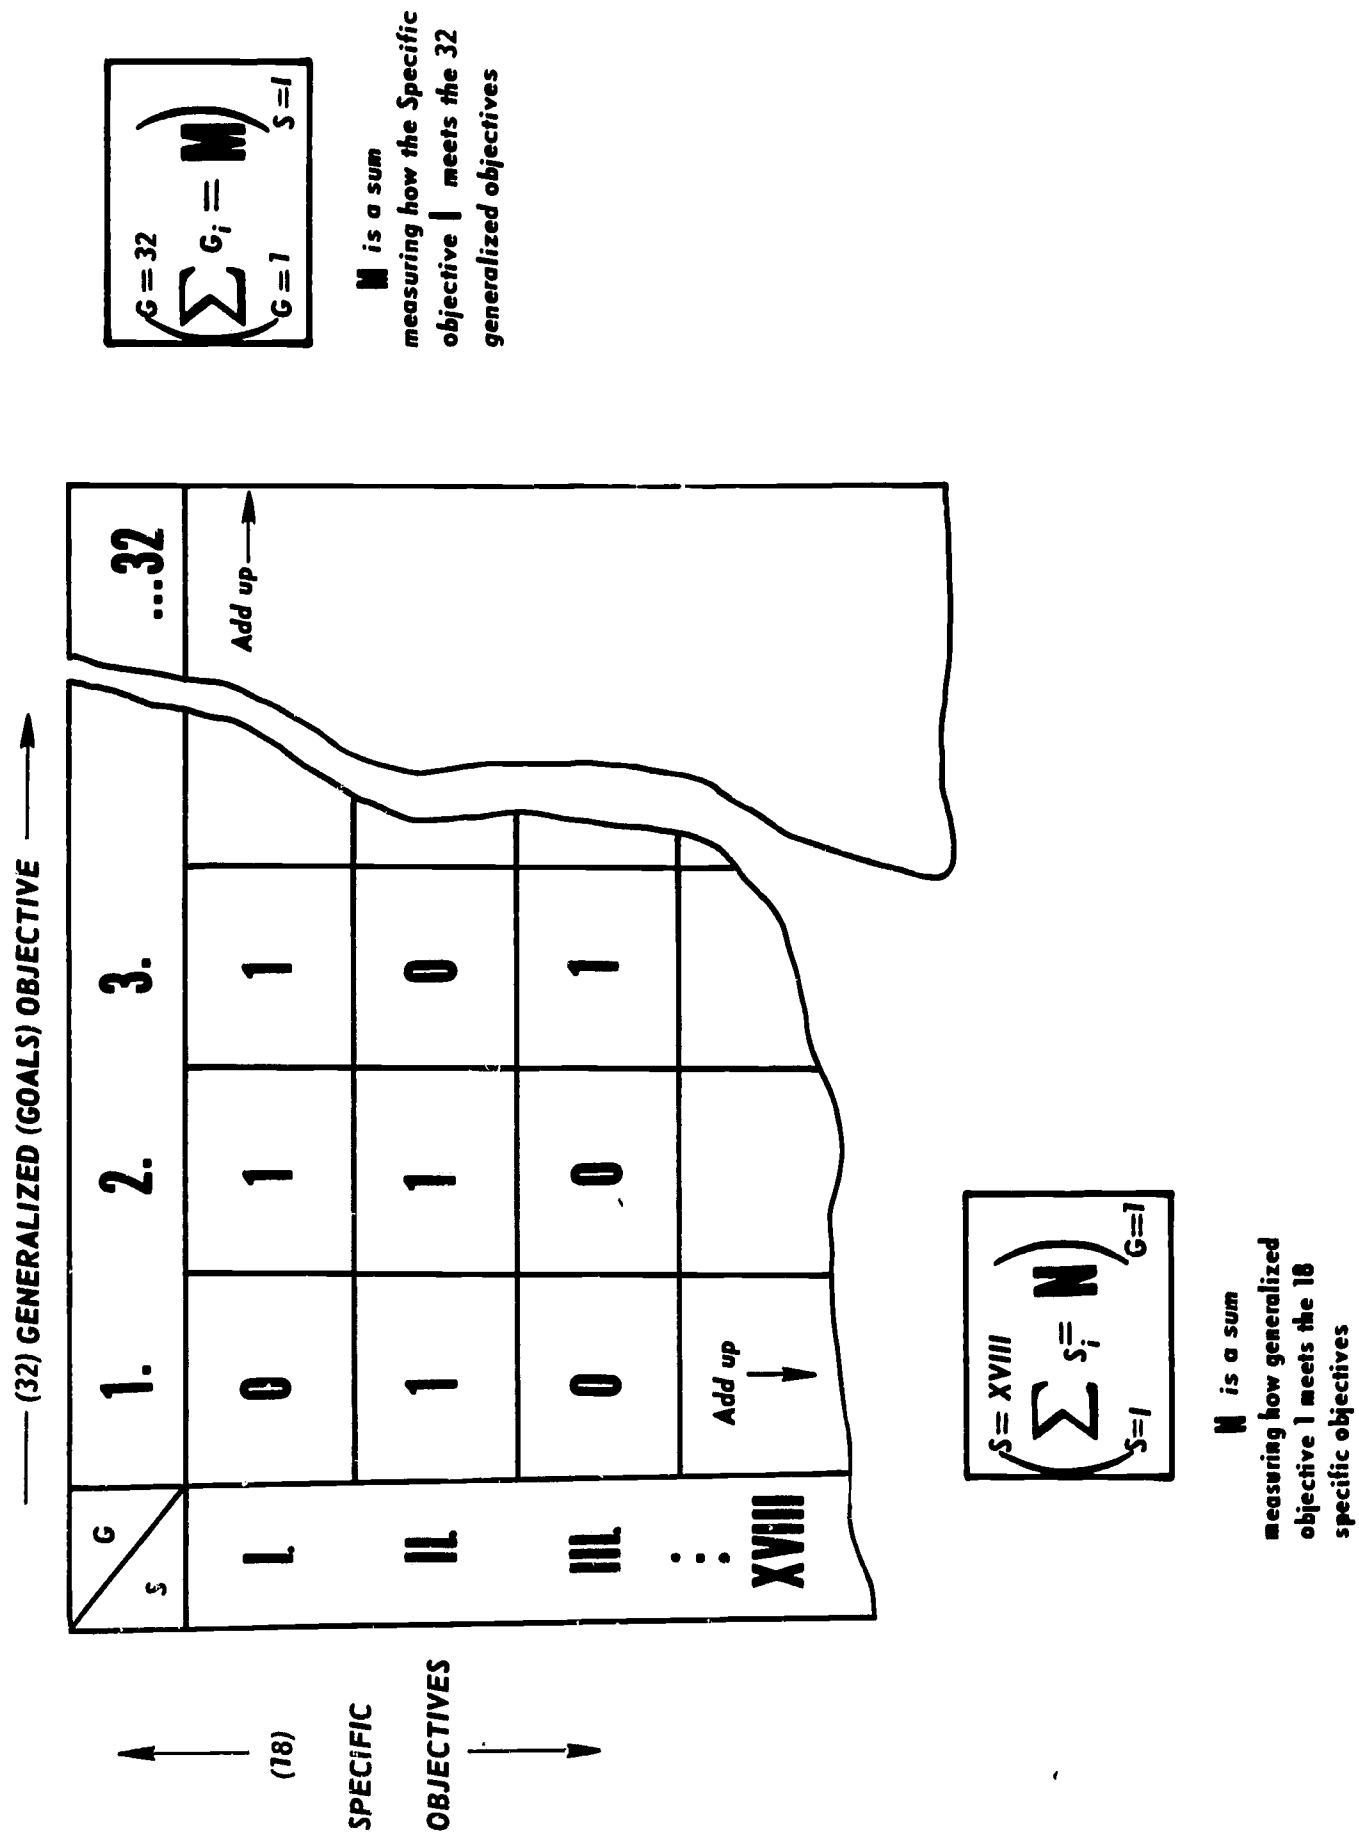 (32) GENERALIZED (GOALS) OBJECTIVE
G
S
1. 2. 3. ...32
I. 0 1 1 Add up
II. 1 1 0
III. 0 0 1
⋮
XVIII Add up
(18)
SPECIFIC
OBJECTIVES
G=32
( ∑ Gi = M )
G=1 S=I
M is a sum
measuring how the Specific
objective I meets the 32
generalized objectives
S=XVIII
( ∑ Si = N )
S=I G=1
N is a sum
measuring how generalized
objective 1 meets the 18
specific objectives